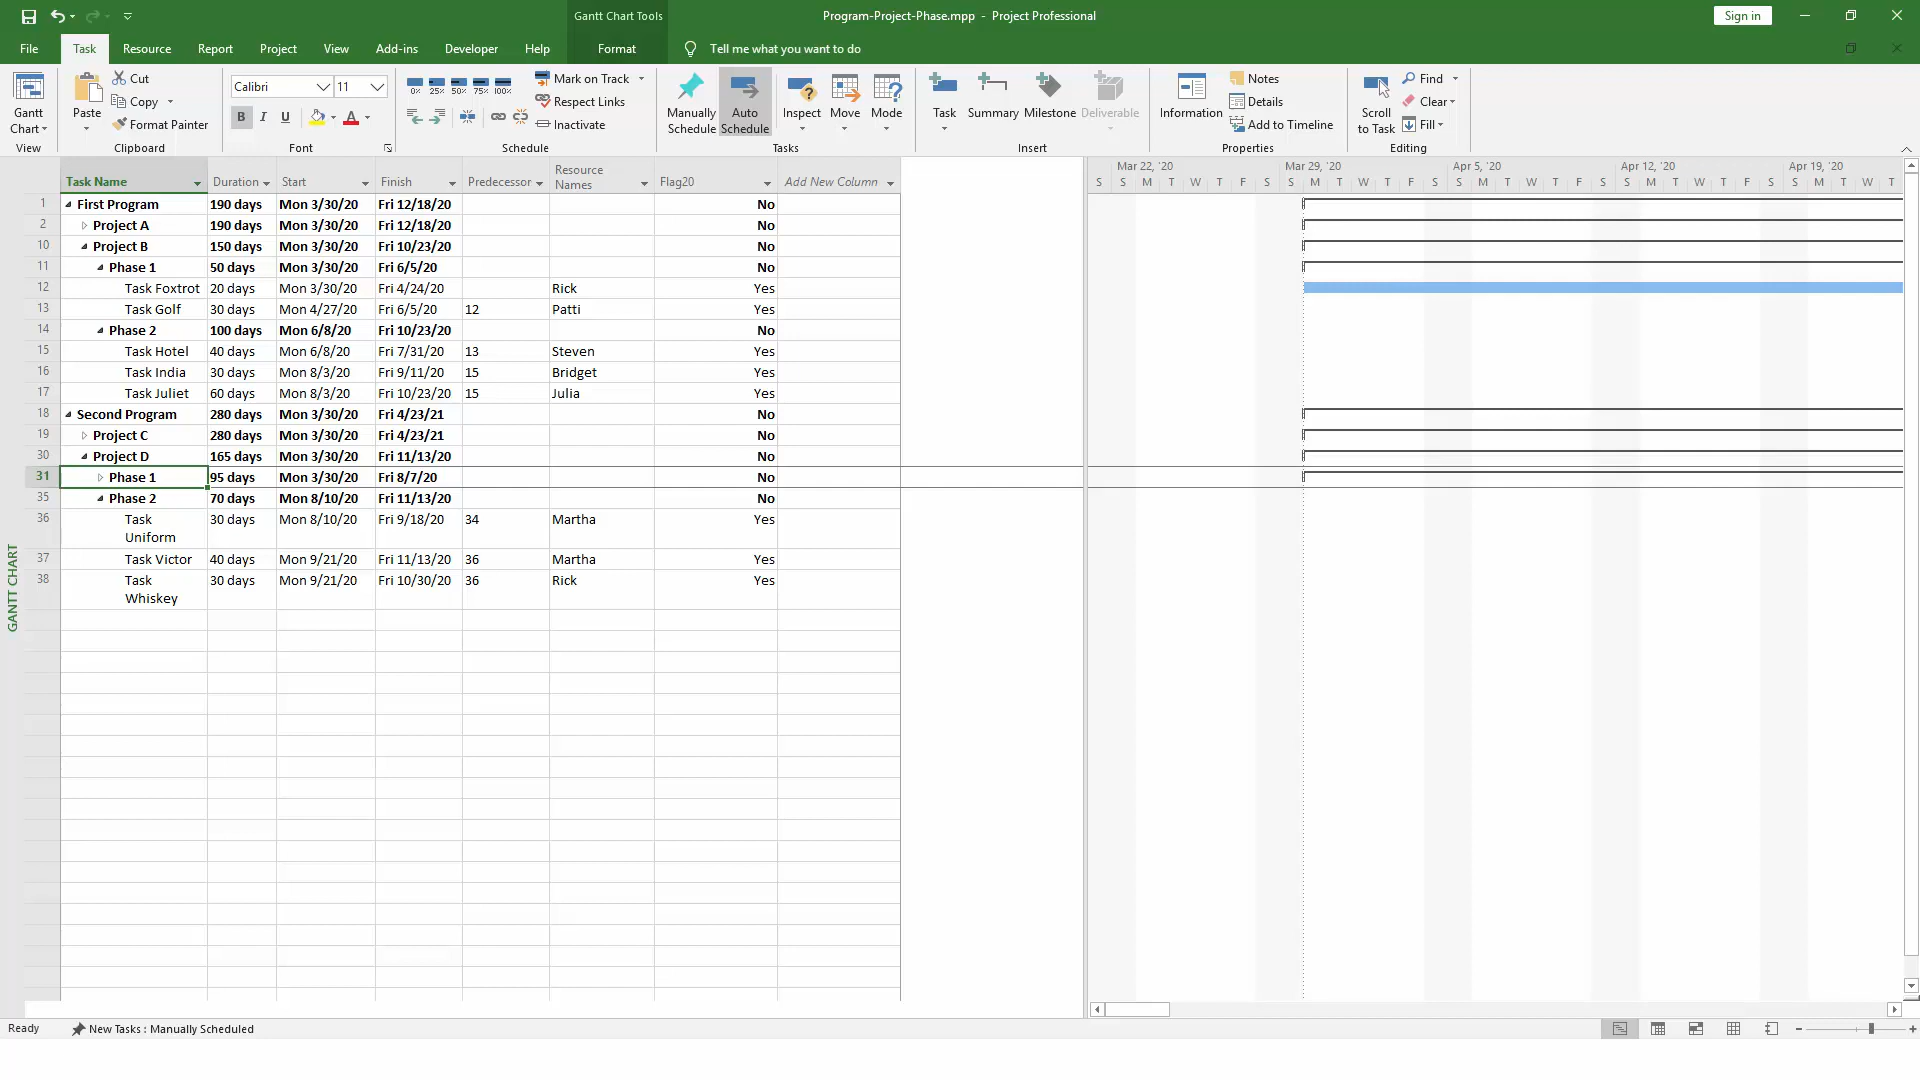 Gantt Chart Tools
Program-Project-Phase.mpp - Project Professional
Sign in
File Task Resource Report Project View Add-ins Developer Help Format Tell me what you want to do
Gantt Chart
View
Paste
Cut
Copy
Format Painter
Clipboard
Calibri 11
B I U A
Font
0% 25% 50% 75% 100%
Mark on Track
Respect Links
Inactivate
Schedule
Manually Schedule
Auto Schedule
Inspect
Move
Mode
Tasks
Task
Summary
Milestone
Deliverable
Insert
Information
Notes
Details
Add to Timeline
Properties
Scroll to Task
Find
Clear
Fill
Editing
GANTT CHART
Task Name Duration Start Finish Predecessor Resource Names Flag20 Add New Column
Mar 22, '20 Mar 29, '20 Apr 5, '20 Apr 12, '20 Apr 19, '20
S S M T W T F S S M T W T F S S M T W T F S S M T W T F S S M T W T
1 First Program 190 days Mon 3/30/20 Fri 12/18/20 No
2 Project A 190 days Mon 3/30/20 Fri 12/18/20 No
10 Project B 150 days Mon 3/30/20 Fri 10/23/20 No
11 Phase 1 50 days Mon 3/30/20 Fri 6/5/20 No
12 Task Foxtrot 20 days Mon 3/30/20 Fri 4/24/20 Rick Yes
13 Task Golf 30 days Mon 4/27/20 Fri 6/5/20 12 Patti Yes
14 Phase 2 100 days Mon 6/8/20 Fri 10/23/20 No
15 Task Hotel 40 days Mon 6/8/20 Fri 7/31/20 13 Steven Yes
16 Task India 30 days Mon 8/3/20 Fri 9/11/20 15 Bridget Yes
17 Task Juliet 60 days Mon 8/3/20 Fri 10/23/20 15 Julia Yes
18 Second Program 280 days Mon 3/30/20 Fri 4/23/21 No
19 Project C 280 days Mon 3/30/20 Fri 4/23/21 No
30 Project D 165 days Mon 3/30/20 Fri 11/13/20 No
31 Phase 1 95 days Mon 3/30/20 Fri 8/7/20 No
35 Phase 2 70 days Mon 8/10/20 Fri 11/13/20 No
36 Task Uniform 30 days Mon 8/10/20 Fri 9/18/20 34 Martha Yes
37 Task Victor 40 days Mon 9/21/20 Fri 11/13/20 36 Martha Yes
38 Task Whiskey 30 days Mon 9/21/20 Fri 10/30/20 36 Rick Yes
Ready New Tasks : Manually Scheduled